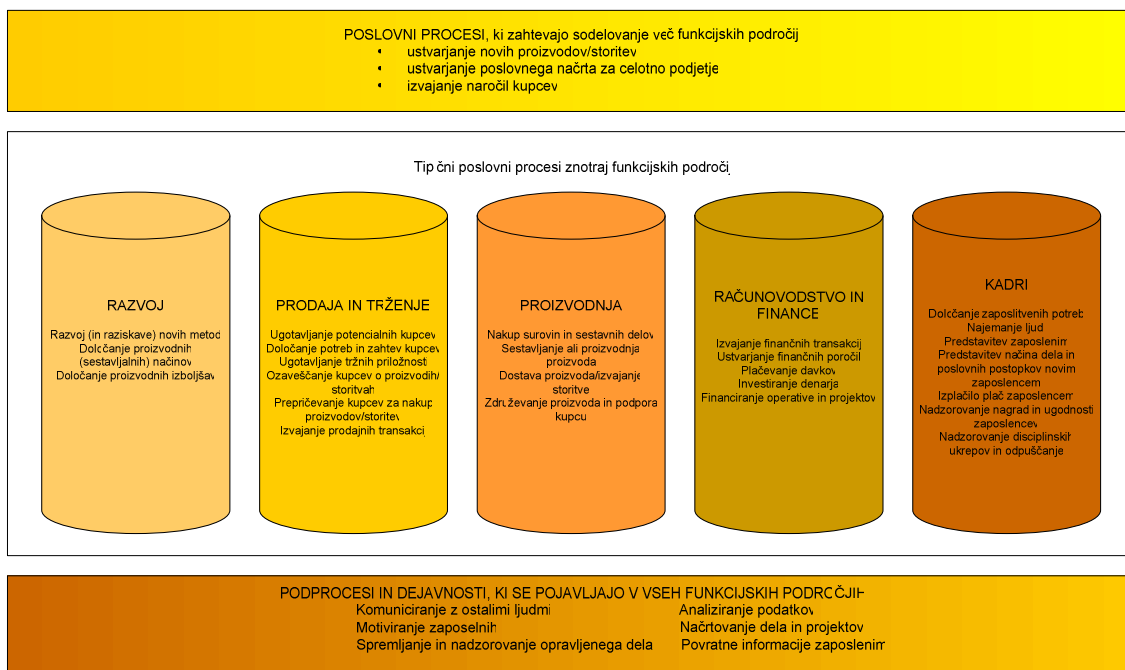 POSLOVNI PROCESI, ki zahtevajo sodelovanje več funkcijskih področij
• ustvarjanje novih proizvodov/storitev
• ustvarjanje poslovnega načrta za celotno podjetje
• izvajanje naročil kupcev
Tipični poslovni procesi znotraj funkcijskih področij
RAZVOJ
Razvoj (in raziskave) novih metod
Določanje proizvodnih
(sestavljalnih) načinov
Določanje proizvodnih izboljšav
PRODAJA IN TRŽENJE
Ugotavljanje potencialnih kupcev
Določanje potreb in zahtev kupcev
Ugotavljanje tržnih priložnosti
Ozaveščanje kupcev o proizvodih/
storitvah
Prepričevanje kupcev za nakup
proizvodov/storitev
Izvajanje prodajnih transakcij
PROIZVODNJA
Nakup surovin in sestavnih delov
Sestavljanje ali proizvodnja
proizvoda
Dostava proizvoda/izvajanje
storitve
Združevanje proizvoda in podpora
kupcu
RAČUNOVODSTVO IN
FINANCE
Izvajanje finančnih transakcij
Ustvarjanje finančnih poročil
Plačevanje davkov
Investiranje denarja
Financiranje operative in projektov
KADRI
Določanje zaposlitvenih potreb
Najemanje ljudi
Predstavitev zaposlenim
Predstavitev načina dela in
poslovnih postopkov novim
zaposlencem
Izplačilo plač zaposlencem
Nadzorovanje nagrad in ugodnosti
zaposlencev
Nadzorovanje disciplinskih
ukrepov in odpuščanje
PODPROCESI IN DEJAVNOSTI, KI SE POJAVLJAJO V VSEH FUNKCIJSKIH PODROČJIH
Komuniciranje z ostalimi ljudmi
Motiviranje zaposelnih
Spremljanje in nadzorovanje opravljenega dela
Analiziranje podatkov
Načrtovanje dela in projektov
Povratne informacije zaposlenim